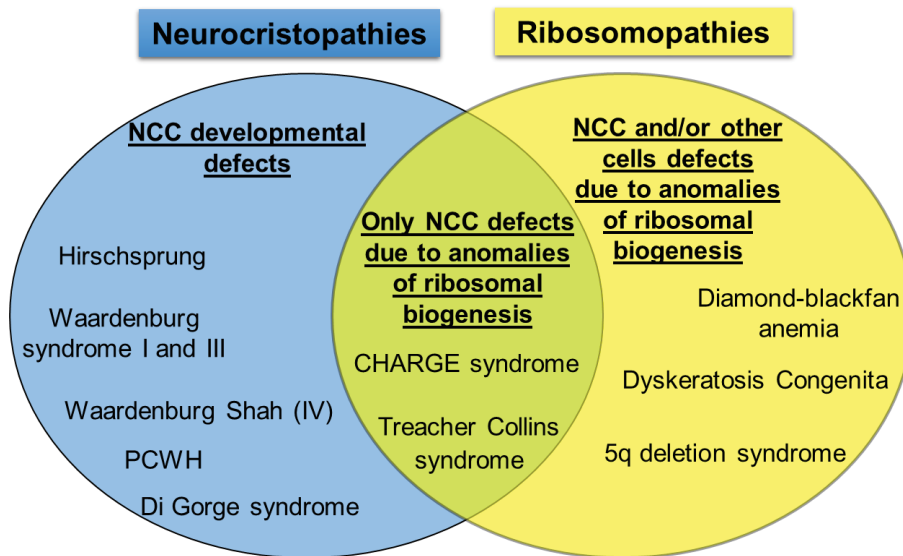 Neurocristopathies
Ribosomopathies
NCC developmental
defects
Hirschsprung
Waardenburg
syndrome I and III
Waardenburg Shah (IV)
PCWH
Di Gorge syndrome
Only NCC defects
due to anomalies
of ribosomal
biogenesis
CHARGE syndrome
Treacher Collins
syndrome
NCC and/or other
cells defects
due to anomalies
of ribosomal
biogenesis
Diamond-blackfan
anemia
Dyskeratosis Congenita
5q deletion syndrome